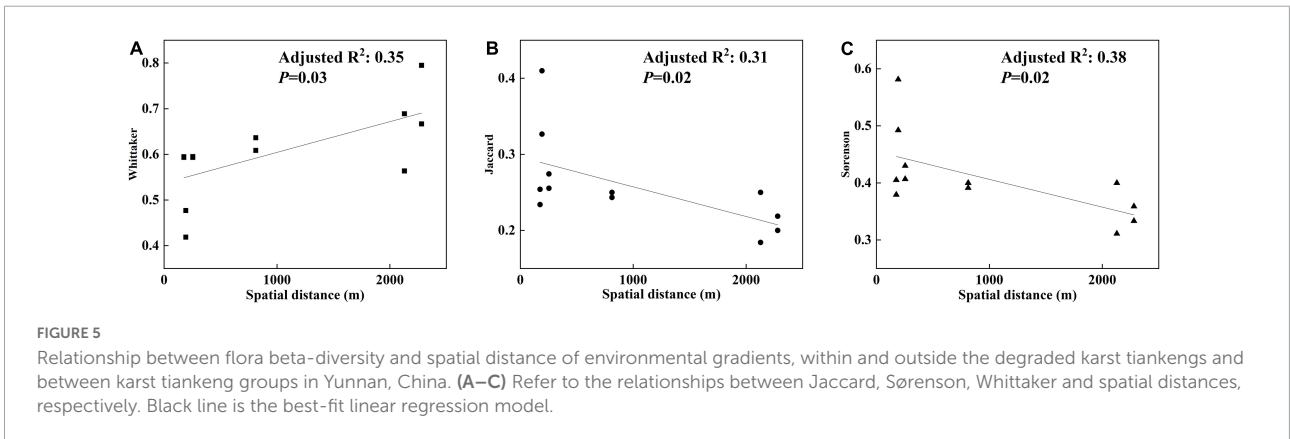 A
Adjusted R²: 0.35
P=0.03
0.8
0.7
0.6
0.5
0.4
Whittaker
0
1000
2000
Spatial distance (m)
B
Adjusted R²: 0.31
P=0.02
0.4
0.3
0.2
Jaccard
0
1000
2000
Spatial distance (m)
C
Adjusted R²: 0.38
P=0.02
0.6
0.5
0.4
0.3
Sørenson
0
1000
2000
Spatial distance (m)
FIGURE 5
Relationship between flora beta-diversity and spatial distance of environmental gradients, within and outside the degraded karst tiankengs and
between karst tiankeng groups in Yunnan, China. (A–C) Refer to the relationships between Jaccard, Sørenson, Whittaker and spatial distances,
respectively. Black line is the best-fit linear regression model.